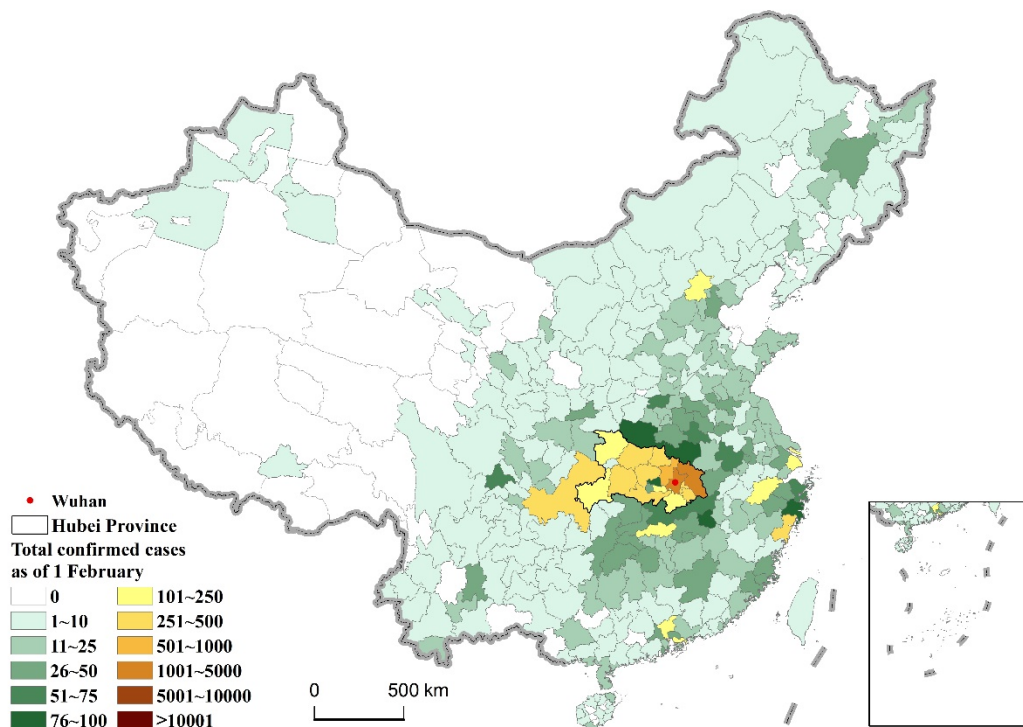 Wuhan
Hubei Province
Total confirmed cases
as of 1 February
0
1~10
11~25
26~50
51~75
76~100
101~250
251~500
501~1000
1001~5000
5001~10000
>10001
0 500 km